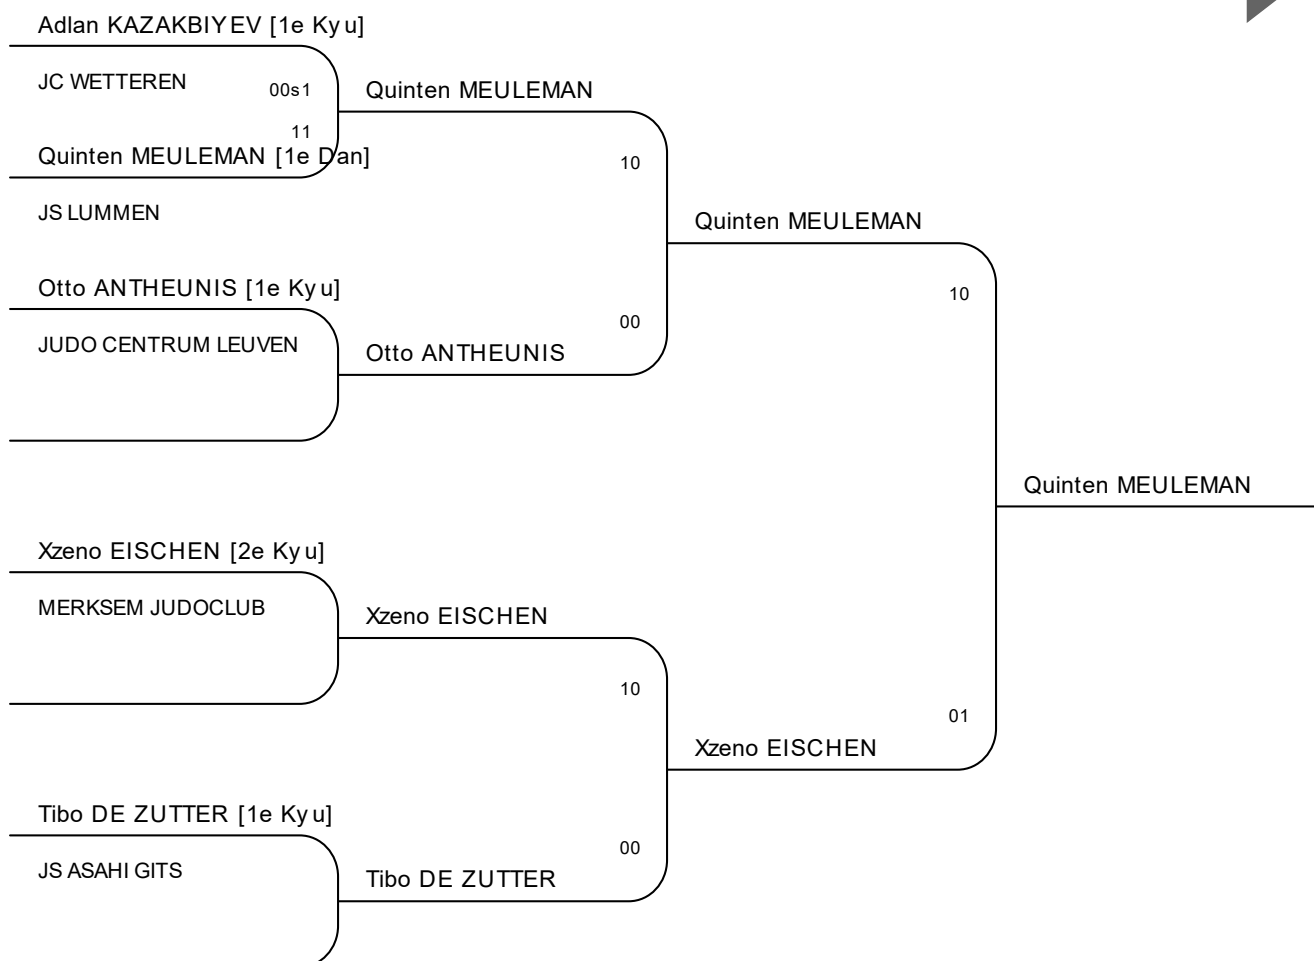 Adlan KAZAKBIYEV [1e Kyu]
JC WETTEREN
00s1
11
Quinten MEULEMAN [1e Dan]
JS LUMMEN
Quinten MEULEMAN
10
00
Otto ANTHEUNIS [1e Kyu]
JUDO CENTRUM LEUVEN
Otto ANTHEUNIS
Quinten MEULEMAN
10
01
Quinten MEULEMAN
Xzeno EISCHEN [2e Kyu]
MERKSEM JUDOCLUB
Xzeno EISCHEN
10
00
Xzeno EISCHEN
Tibo DE ZUTTER [1e Kyu]
JS ASAHI GITS
Tibo DE ZUTTER